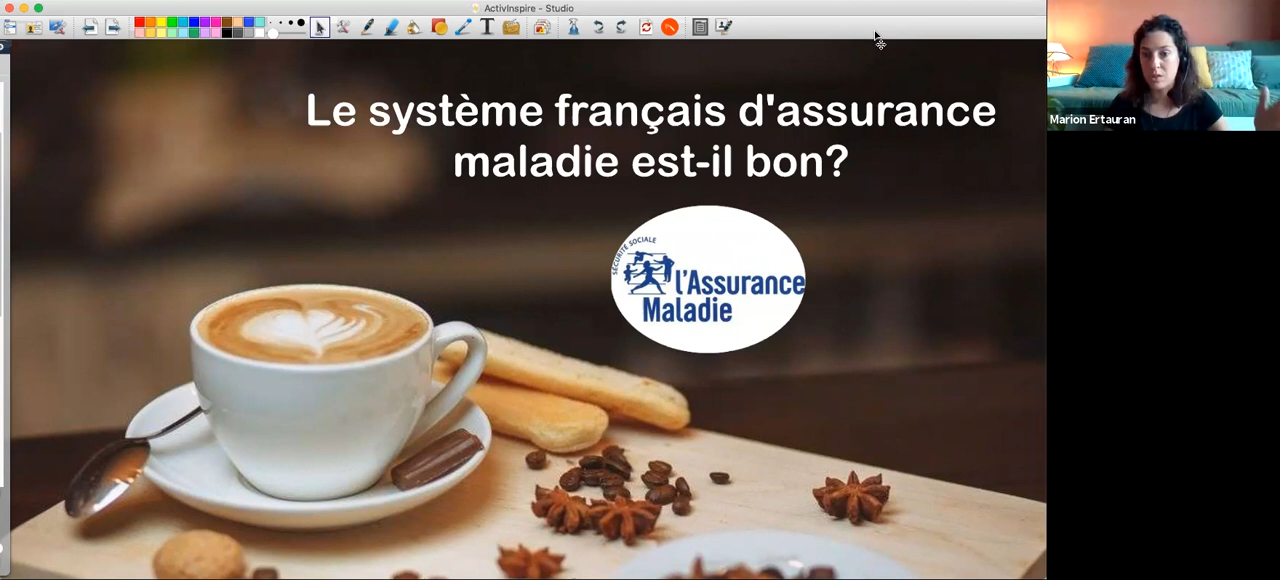 ActivInspire - Studio
Le système français d'assurance
maladie est-il bon?
SÉCURITÉ SOCIALE
l'Assurance
Maladie
Marion Ertauran